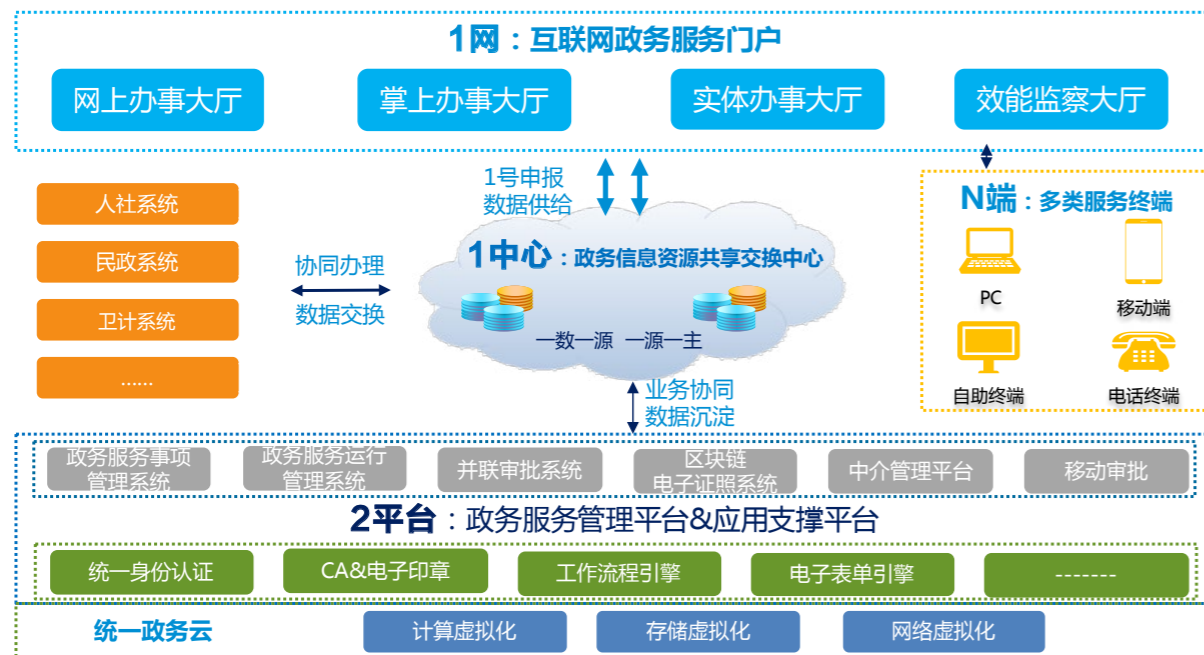 1网：互联网政务服务门户
网上办事大厅
掌上办事大厅
实体办事大厅
效能监察大厅
1号申报
数据供给
人社系统
民政系统
卫计系统
......
协同办理
数据交换
1中心：政务信息资源共享交换中心
一数一源 一源一主
N端：多类服务终端
PC
移动端
自助终端
电话终端
业务协同
数据沉淀
政务服务事项
管理系统
政务服务运行
管理系统
并联审批系统
区块链
电子证照系统
中介管理平台
移动审批
2平台：政务服务管理平台&应用支撑平台
统一身份认证
CA&电子印章
工作流程引擎
电子表单引擎
-------
统一政务云
计算虚拟化
存储虚拟化
网络虚拟化